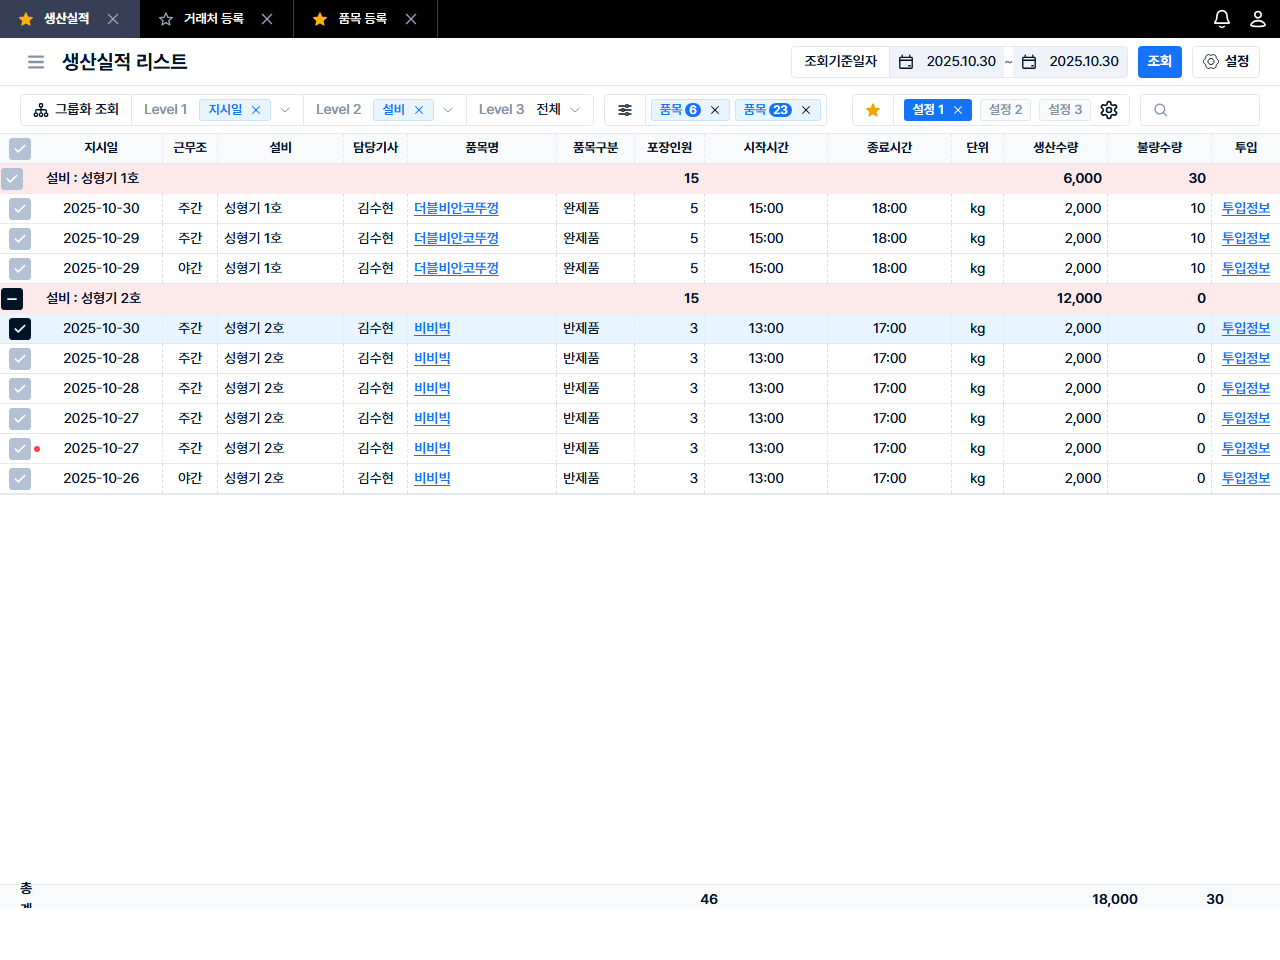 생산실적 거래처 등록 품목 등록
생산실적 리스트 조회기준일자 2025.10.30 ~ 2025.10.30 조회 설정
그룹화 조회 Level 1 지시일 Level 2 설비 Level 3 전체 품목 6 품목 23 설정 1 설정 2 설정 3
지시일 근무조 설비 담당기사 품목명 품목구분 포장인원 시작시간 종료시간 단위 생산수량 불량수량 투입
설비 : 성형기 1호 15 6,000 30
2025-10-30 주간 성형기 1호 김수현 더블비안코뚜껑 완제품 5 15:00 18:00 kg 2,000 10 투입정보
2025-10-29 주간 성형기 1호 김수현 더블비안코뚜껑 완제품 5 15:00 18:00 kg 2,000 10 투입정보
2025-10-29 야간 성형기 1호 김수현 더블비안코뚜껑 완제품 5 15:00 18:00 kg 2,000 10 투입정보
설비 : 성형기 2호 15 12,000 0
2025-10-30 주간 성형기 2호 김수현 비비빅 반제품 3 13:00 17:00 kg 2,000 0 투입정보
2025-10-28 주간 성형기 2호 김수현 비비빅 반제품 3 13:00 17:00 kg 2,000 0 투입정보
2025-10-28 주간 성형기 2호 김수현 비비빅 반제품 3 13:00 17:00 kg 2,000 0 투입정보
2025-10-27 주간 성형기 2호 김수현 비비빅 반제품 3 13:00 17:00 kg 2,000 0 투입정보
2025-10-27 주간 성형기 2호 김수현 비비빅 반제품 3 13:00 17:00 kg 2,000 0 투입정보
2025-10-26 야간 성형기 2호 김수현 비비빅 반제품 3 13:00 17:00 kg 2,000 0 투입정보
총 46 18,000 30